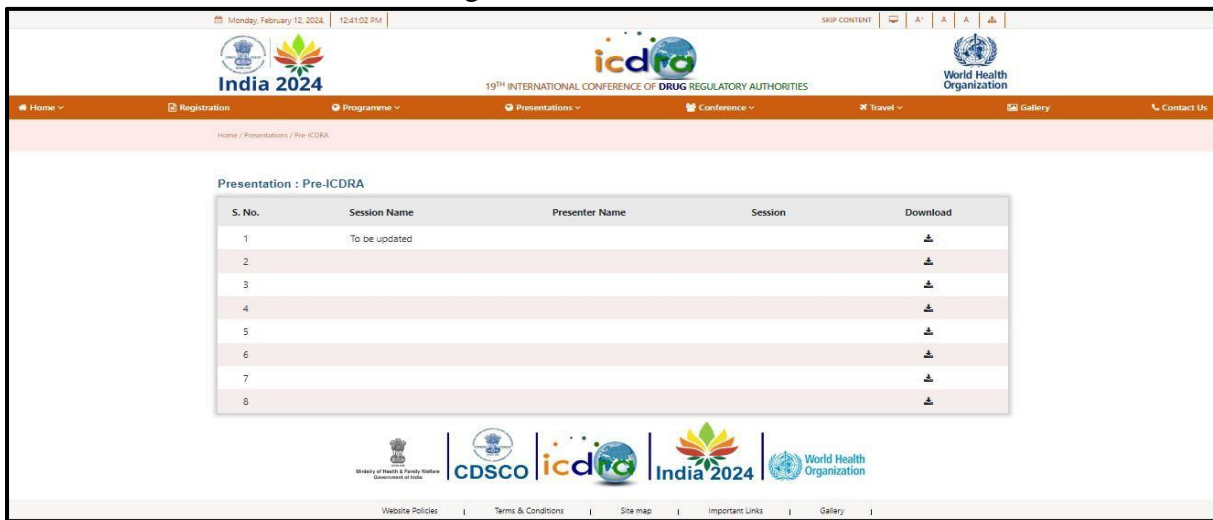 Monday, February 12, 2024, 12:41:02 PM SKIP CONTENT A+ A A
India 2024
icdra
19TH INTERNATIONAL CONFERENCE OF DRUG REGULATORY AUTHORITIES
World Health
Organization
Home Registration Programme Presentations Conference Travel Gallery Contact Us
Home / Presentations / Pre-ICDRA
Presentation : Pre-ICDRA
S. No. Session Name Presenter Name Session Download
1 To be updated
2
3
4
5
6
7
8
Ministry of Health & Family Welfare
Government of India
CDSCO
icdra
India 2024
World Health
Organization
Website Policies | Terms & Conditions | Site map | Important Links | Gallery |